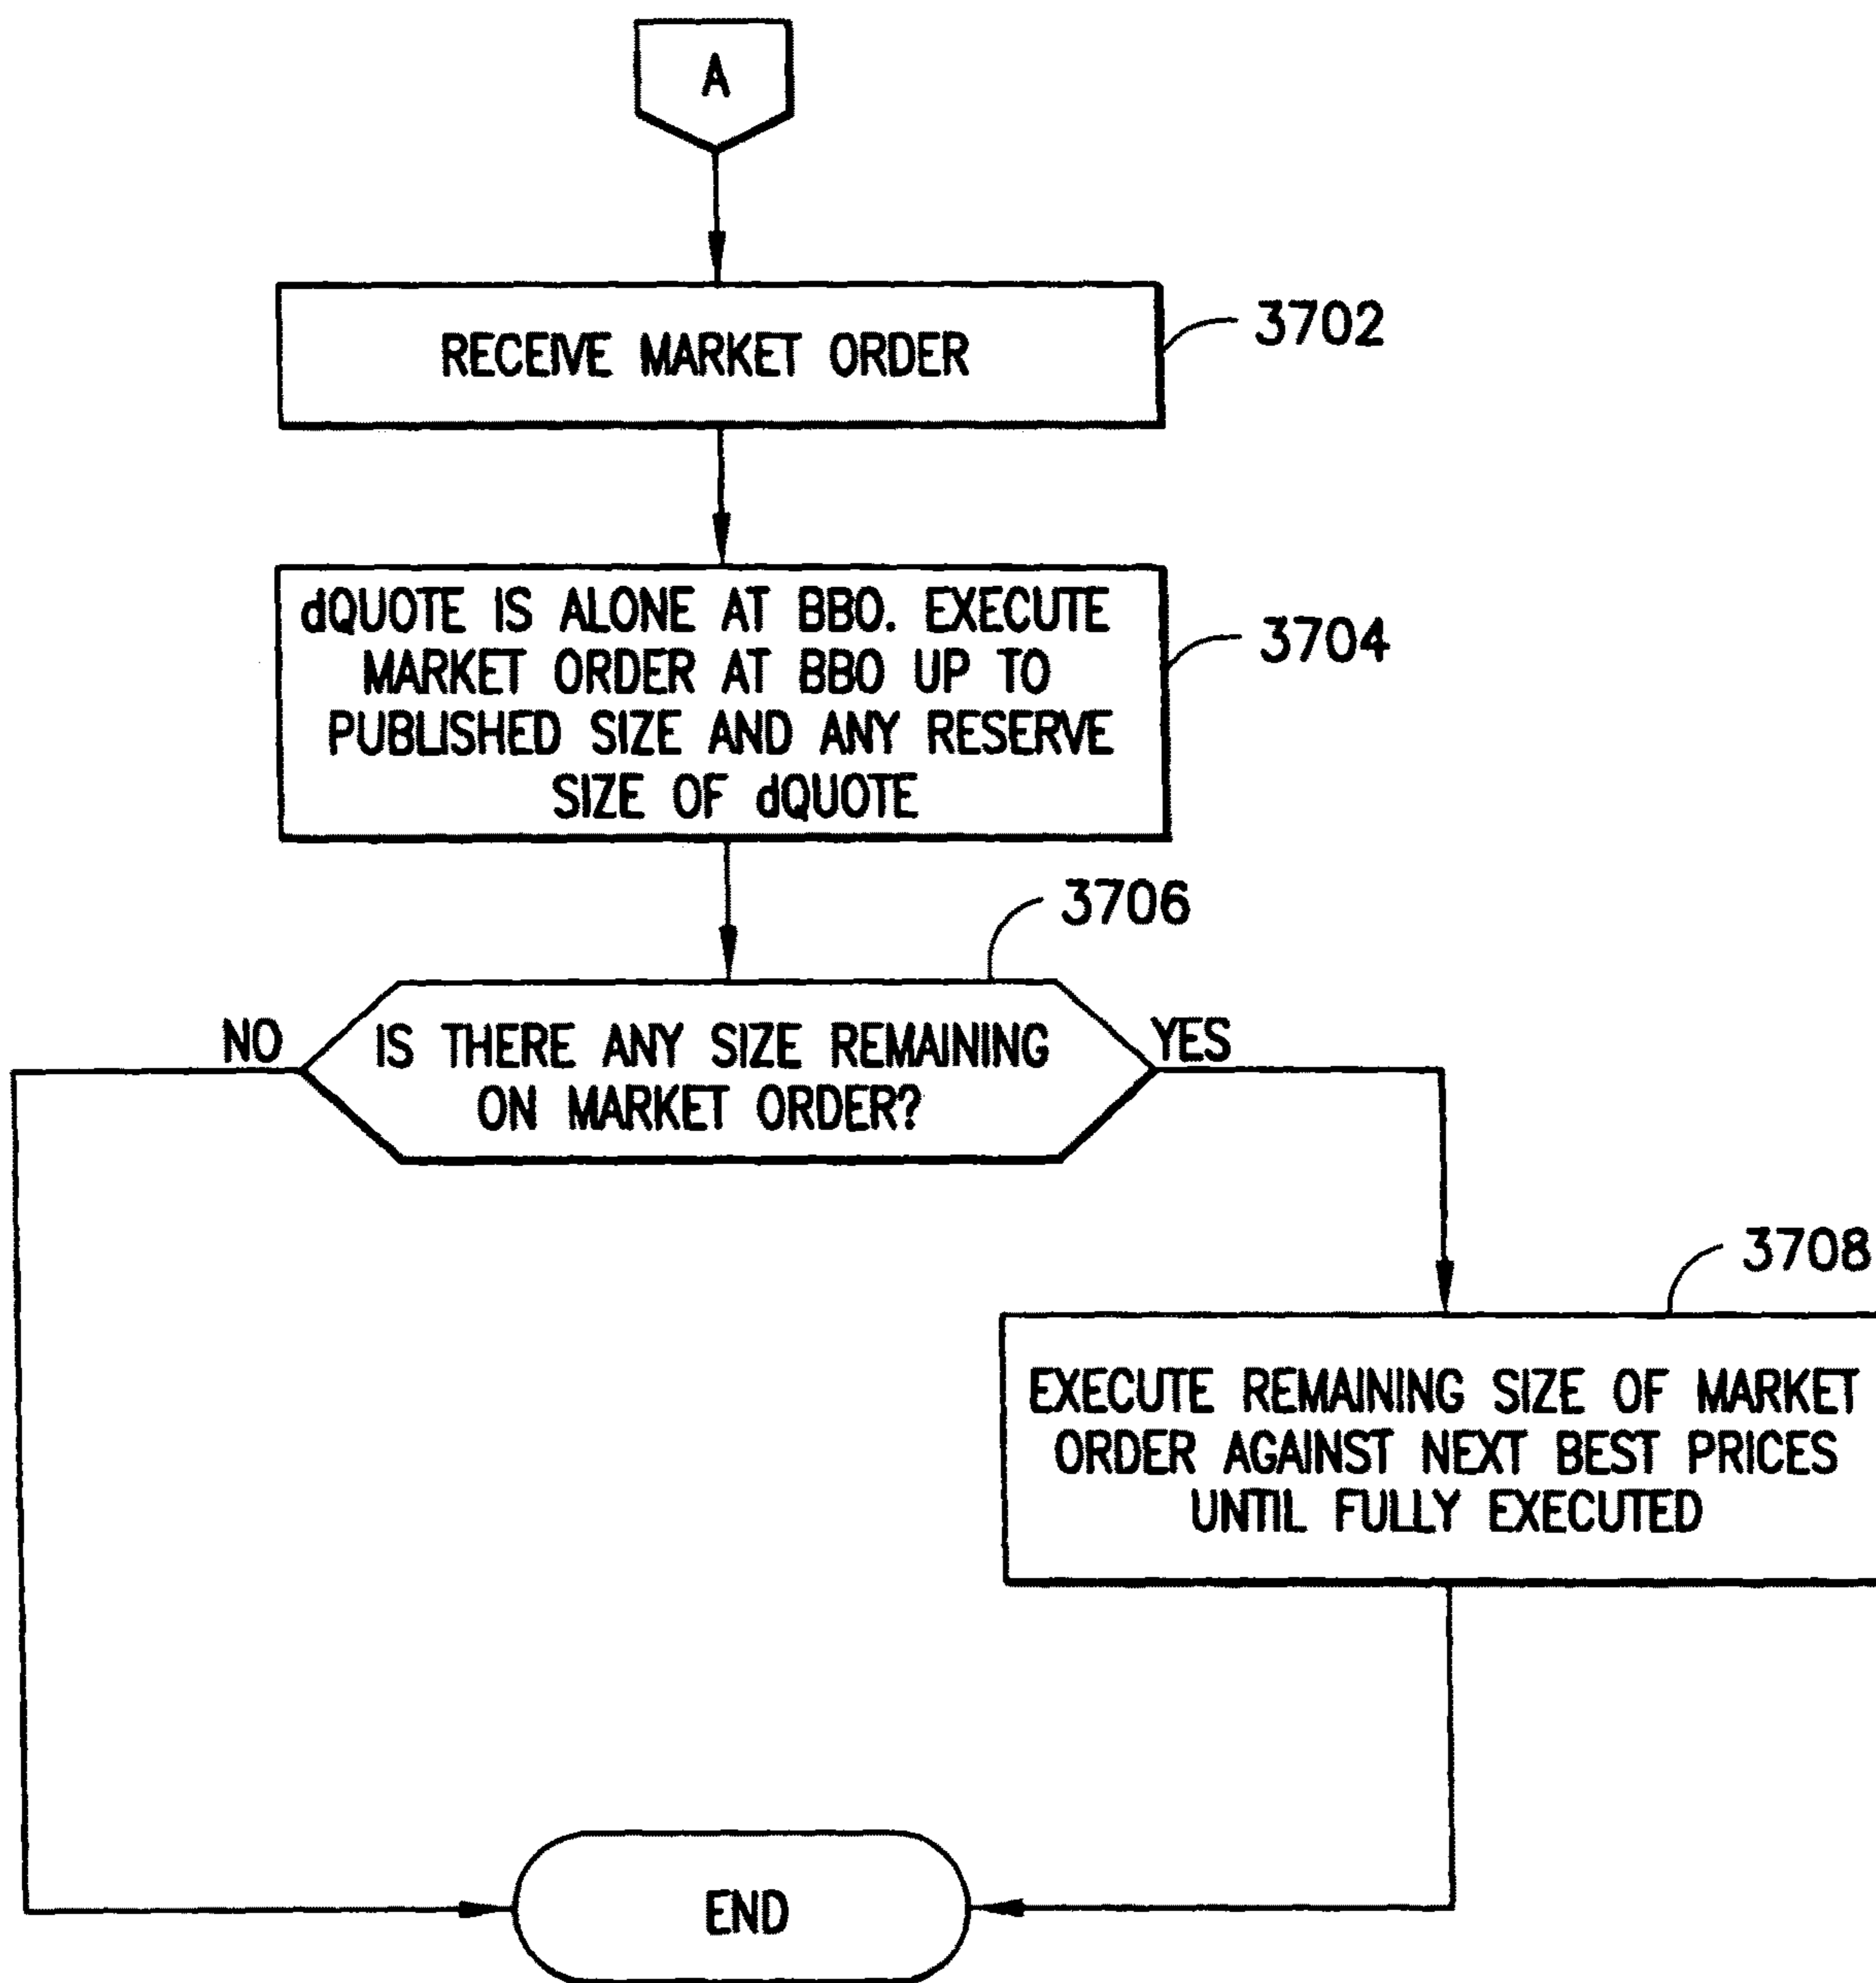 A
RECEIVE MARKET ORDER
3702
dQUOTE IS ALONE AT BBO. EXECUTE
MARKET ORDER AT BBO UP TO
PUBLISHED SIZE AND ANY RESERVE
SIZE OF dQUOTE
3704
3706
NO
IS THERE ANY SIZE REMAINING
ON MARKET ORDER?
YES
3708
EXECUTE REMAINING SIZE OF MARKET
ORDER AGAINST NEXT BEST PRICES
UNTIL FULLY EXECUTED
END